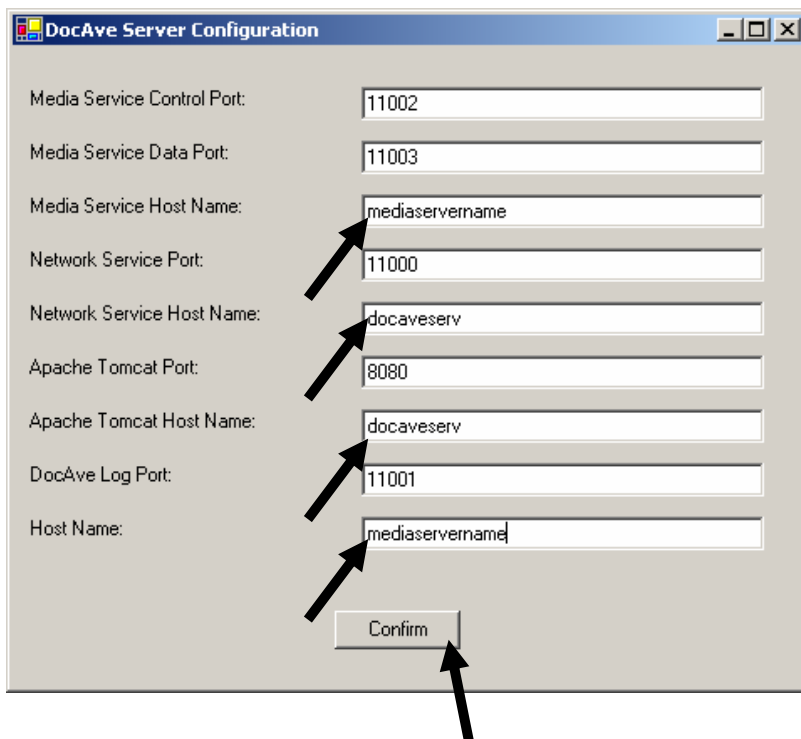 DocAve Server Configuration
Media Service Control Port: 11002
Media Service Data Port: 11003
Media Service Host Name: mediaservername
Network Service Port: 11000
Network Service Host Name: docaveserv
Apache Tomcat Port: 8080
Apache Tomcat Host Name: docaveserv
DocAve Log Port: 11001
Host Name: mediaservername
Confirm